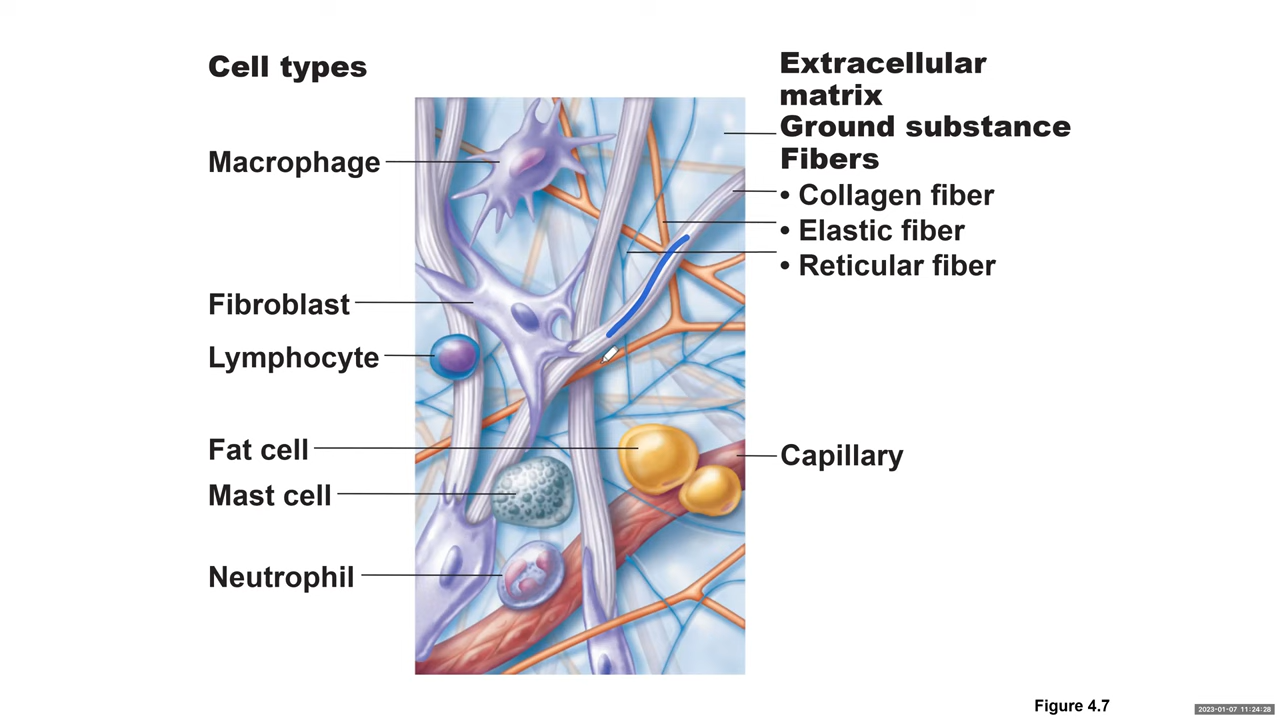 Cell types
Macrophage
Fibroblast
Lymphocyte
Fat cell
Mast cell
Neutrophil
Extracellular
matrix
Ground substance
Fibers
• Collagen fiber
• Elastic fiber
• Reticular fiber
Capillary
Figure 4.7
2023-01-07 11:24:28